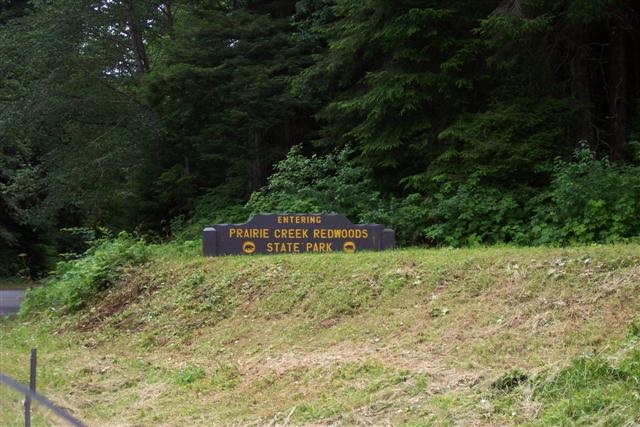 ENTERING
PRAIRIE CREEK REDWOODS
STATE PARK